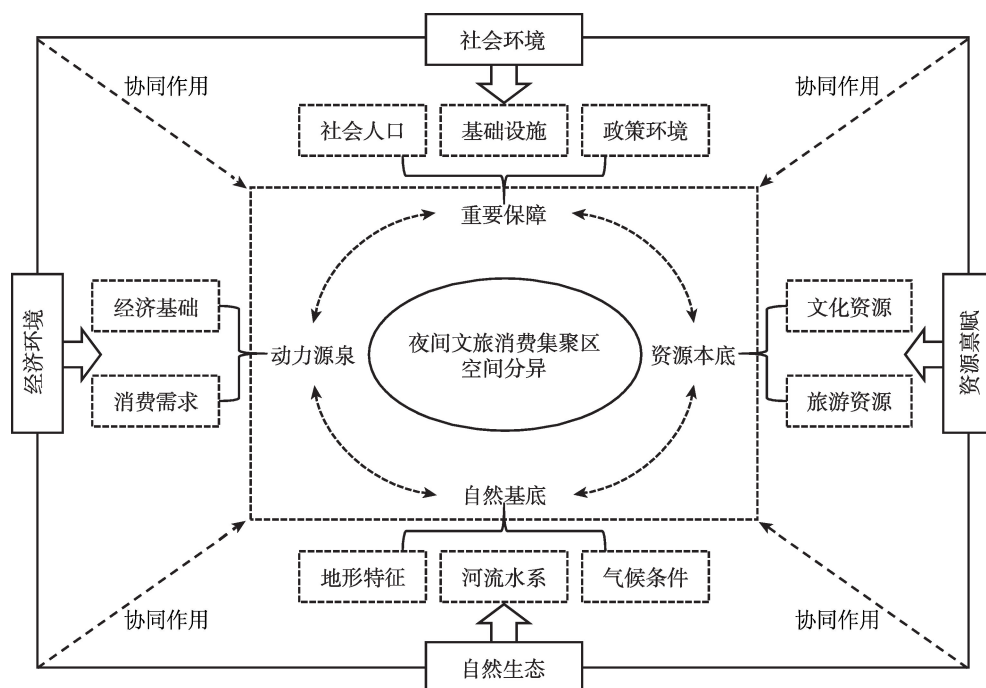 社会环境
协同作用
协同作用
社会人口
基础设施
政策环境
重要保障
经济环境
经济基础
消费需求
动力源泉
夜间文旅消费集聚区
空间分异
资源本底
文化资源
旅游资源
资源禀赋
自然基底
地形特征
河流水系
气候条件
协同作用
协同作用
自然生态